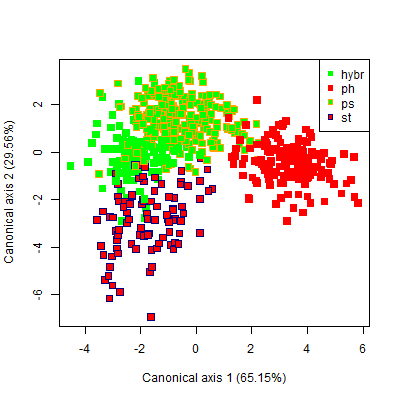 hybr
ph
ps
st
2
0
-2
-4
-6
Canonical axis 2 (29.56%)
-4
-2
0
2
4
6
Canonical axis 1 (65.15%)